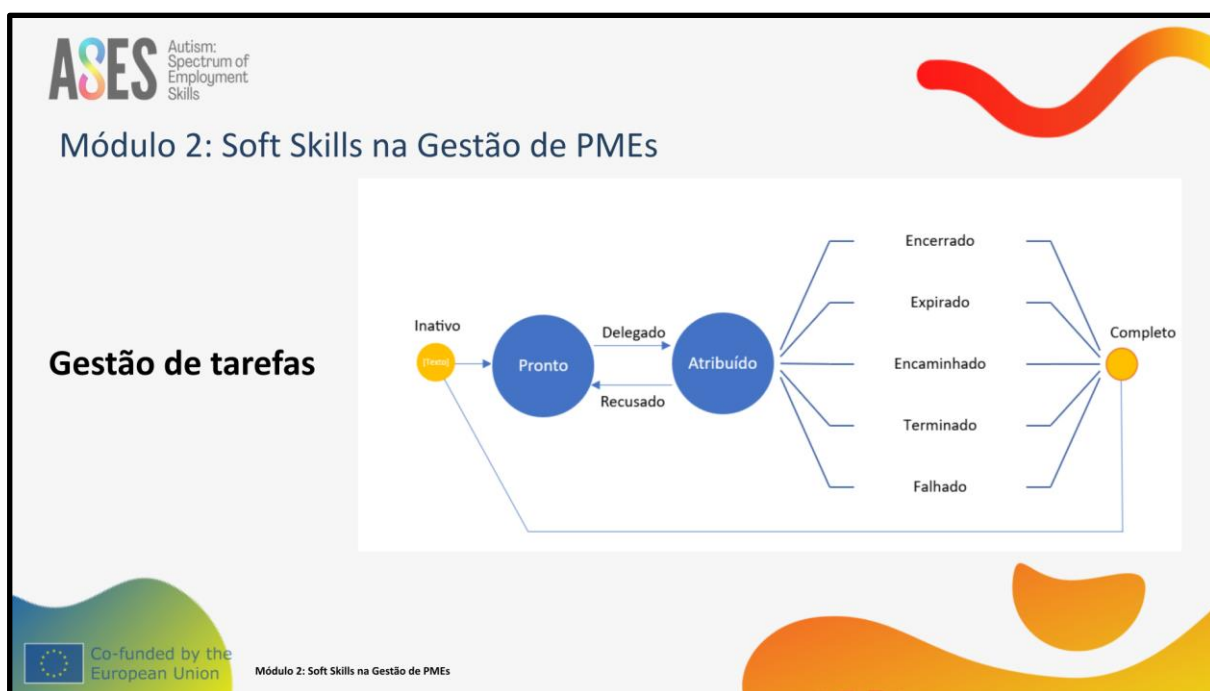 ASES
Autism:
Spectrum of
Employment
Skills
Módulo 2: Soft Skills na Gestão de PMEs
Gestão de tarefas
Inativo
[Texto]
Pronto
Delegado
Recusado
Atribuído
Encerrado
Expirado
Encaminhado
Terminado
Falhado
Completo
Co-funded by the
European Union
Módulo 2: Soft Skills na Gestão de PMEs